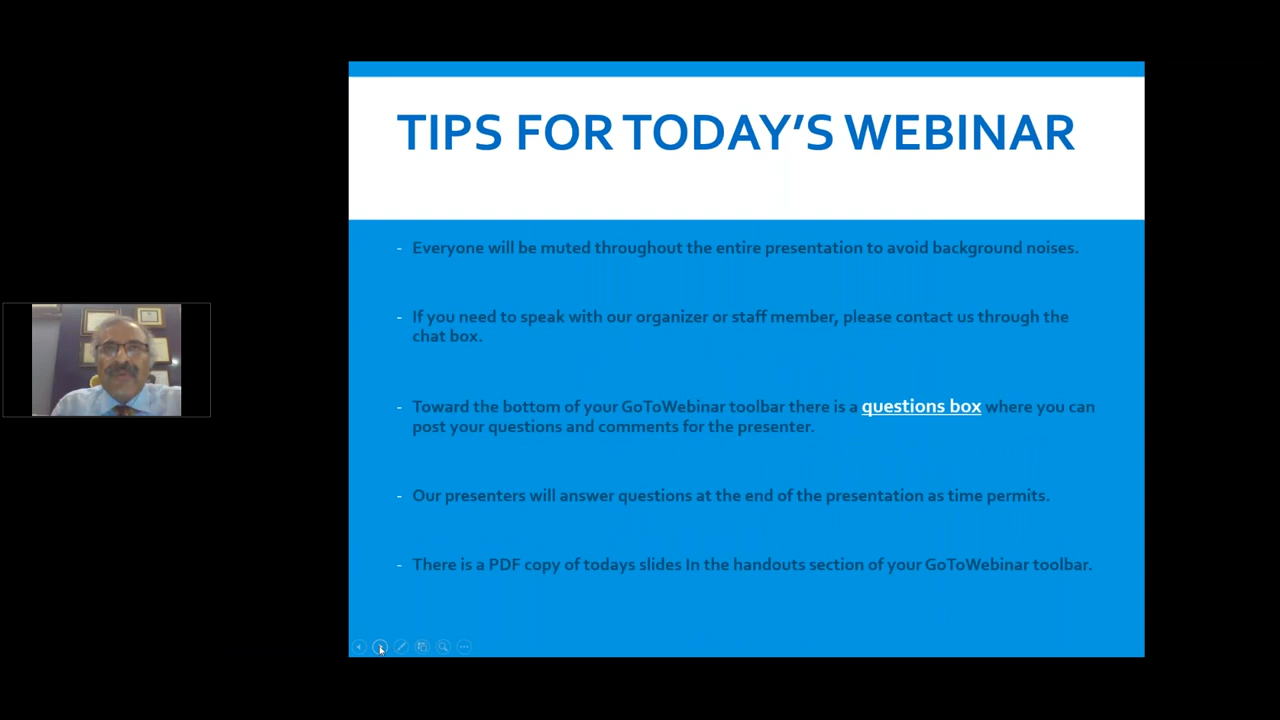 TIPS FOR TODAY'S WEBINAR
- Everyone will be muted throughout the entire presentation to avoid background noises.
- If you need to speak with our organizer or staff member, please contact us through the
chat box.
- Toward the bottom of your GoToWebinar toolbar there is a questions box where you can
post your questions and comments for the presenter.
- Our presenters will answer questions at the end of the presentation as time permits.
- There is a PDF copy of todays slides In the handouts section of your GoToWebinar toolbar.